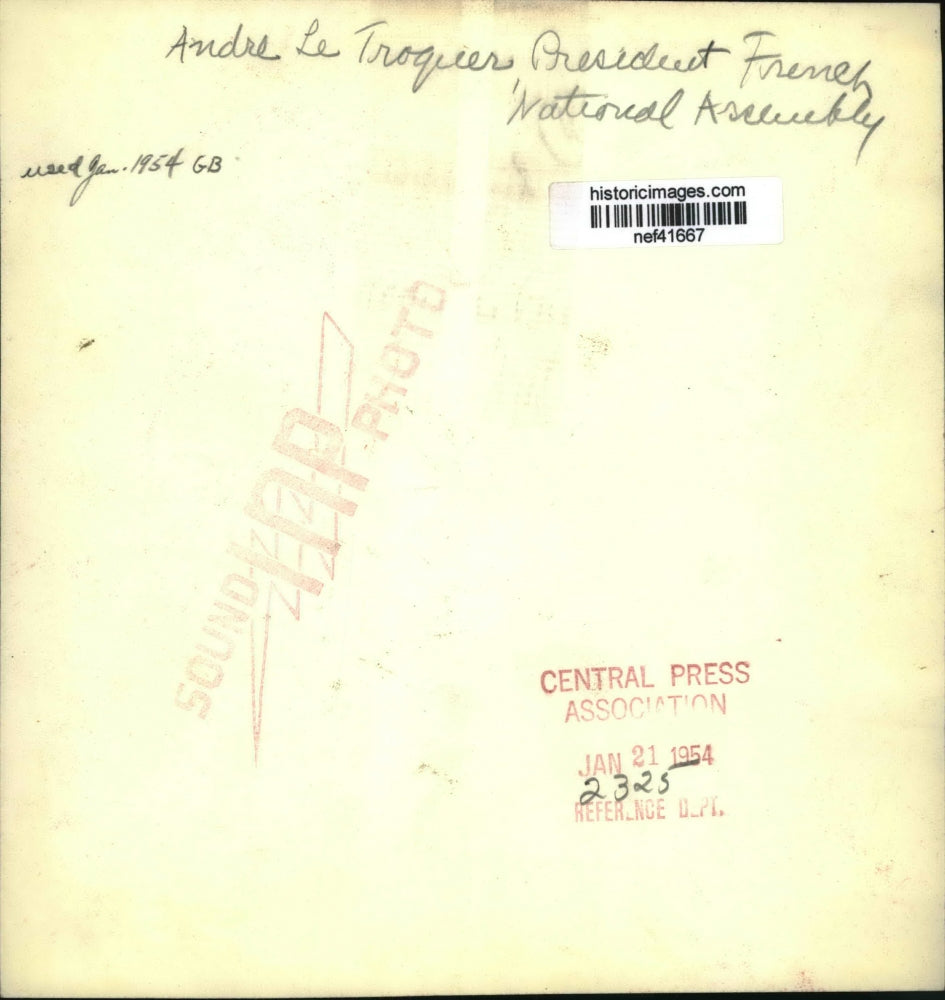 Andre Le Troquer President French
National Assembly
used Jan. 1954 GB
historicimages.com
nef41667
SOUND PHOTO
CENTRAL PRESS
ASSOCIATION
JAN 21 1954
2325
REFERENCE DEPT.